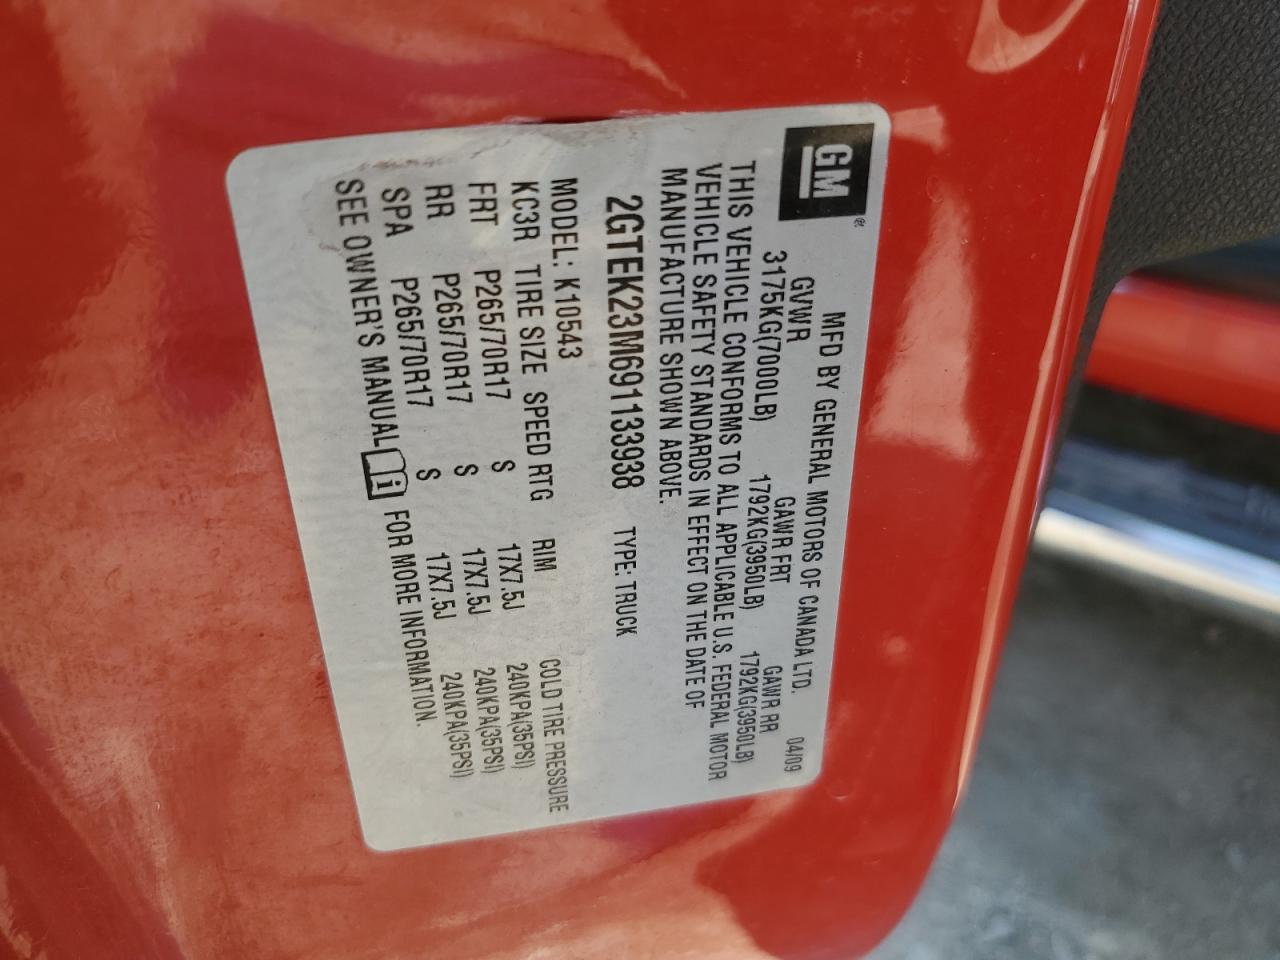 GM®
MFD BY GENERAL MOTORS OF CANADA LTD.
04/09
GVWR GAWR FRT GAWR RR
3175KG(7000LB) 1792KG(3950LB) 1792KG(3950LB)
THIS VEHICLE CONFORMS TO ALL APPLICABLE U.S. FEDERAL MOTOR
VEHICLE SAFETY STANDARDS IN EFFECT ON THE DATE OF
MANUFACTURE SHOWN ABOVE.
2GTEK23M691133938 TYPE: TRUCK
MODEL: K10543
KC3R TIRE SIZE SPEED RTG RIM COLD TIRE PRESSURE
FRT P265/70R17 S 17X7.5J 240KPA(35PSI)
RR P265/70R17 S 17X7.5J 240KPA(35PSI)
SPA P265/70R17 S 17X7.5J 240KPA(35PSI)
SEE OWNER'S MANUAL i FOR MORE INFORMATION.